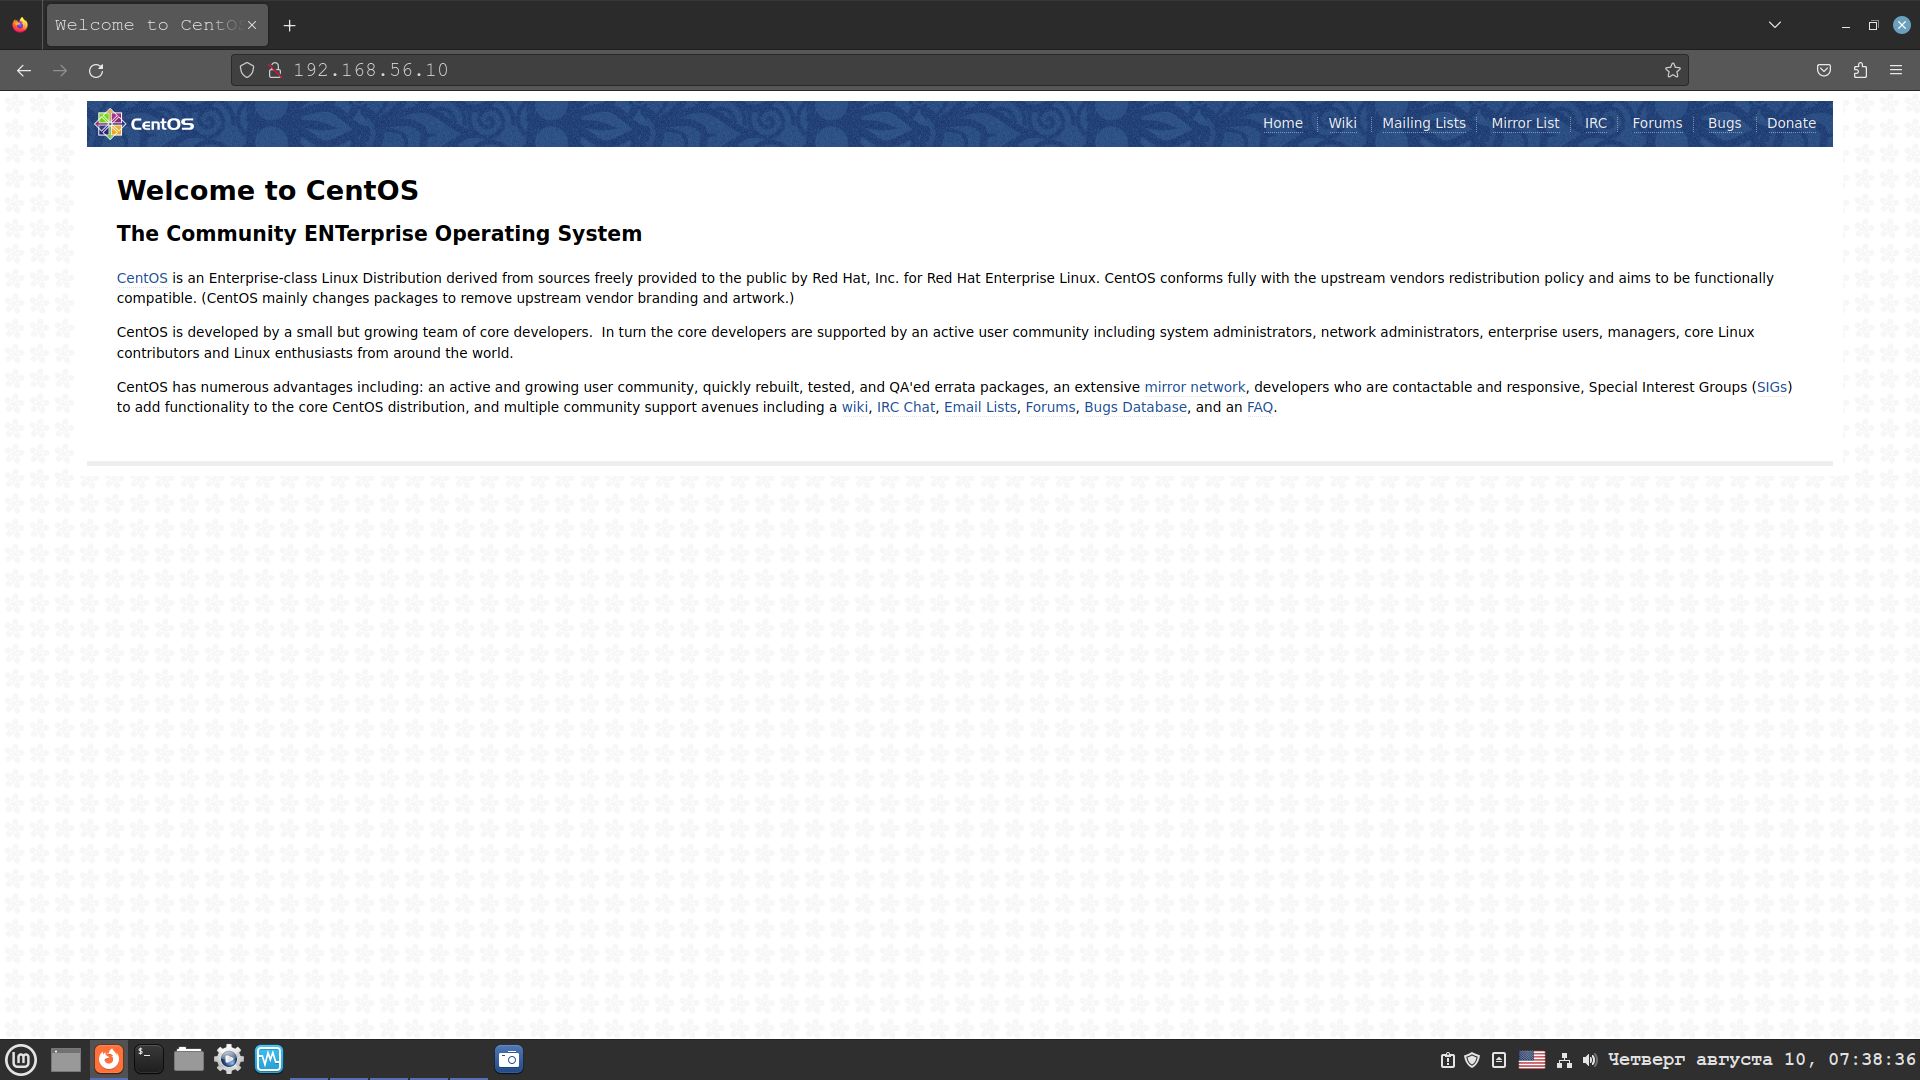 Welcome to CentOS
192.168.56.10
CentOS
Home Wiki Mailing Lists Mirror List IRC Forums Bugs Donate
Welcome to CentOS
The Community ENTerprise Operating System
CentOS is an Enterprise-class Linux Distribution derived from sources freely provided to the public by Red Hat, Inc. for Red Hat Enterprise Linux. CentOS conforms fully with the upstream vendors redistribution policy and aims to be functionally
compatible. (CentOS mainly changes packages to remove upstream vendor branding and artwork.)
CentOS is developed by a small but growing team of core developers.  In turn the core developers are supported by an active user community including system administrators, network administrators, enterprise users, managers, core Linux
contributors and Linux enthusiasts from around the world.
CentOS has numerous advantages including: an active and growing user community, quickly rebuilt, tested, and QA'ed errata packages, an extensive mirror network, developers who are contactable and responsive, Special Interest Groups (SIGs)
to add functionality to the core CentOS distribution, and multiple community support avenues including a wiki, IRC Chat, Email Lists, Forums, Bugs Database, and an FAQ.
$_
Четверг августа 10, 07:38:36